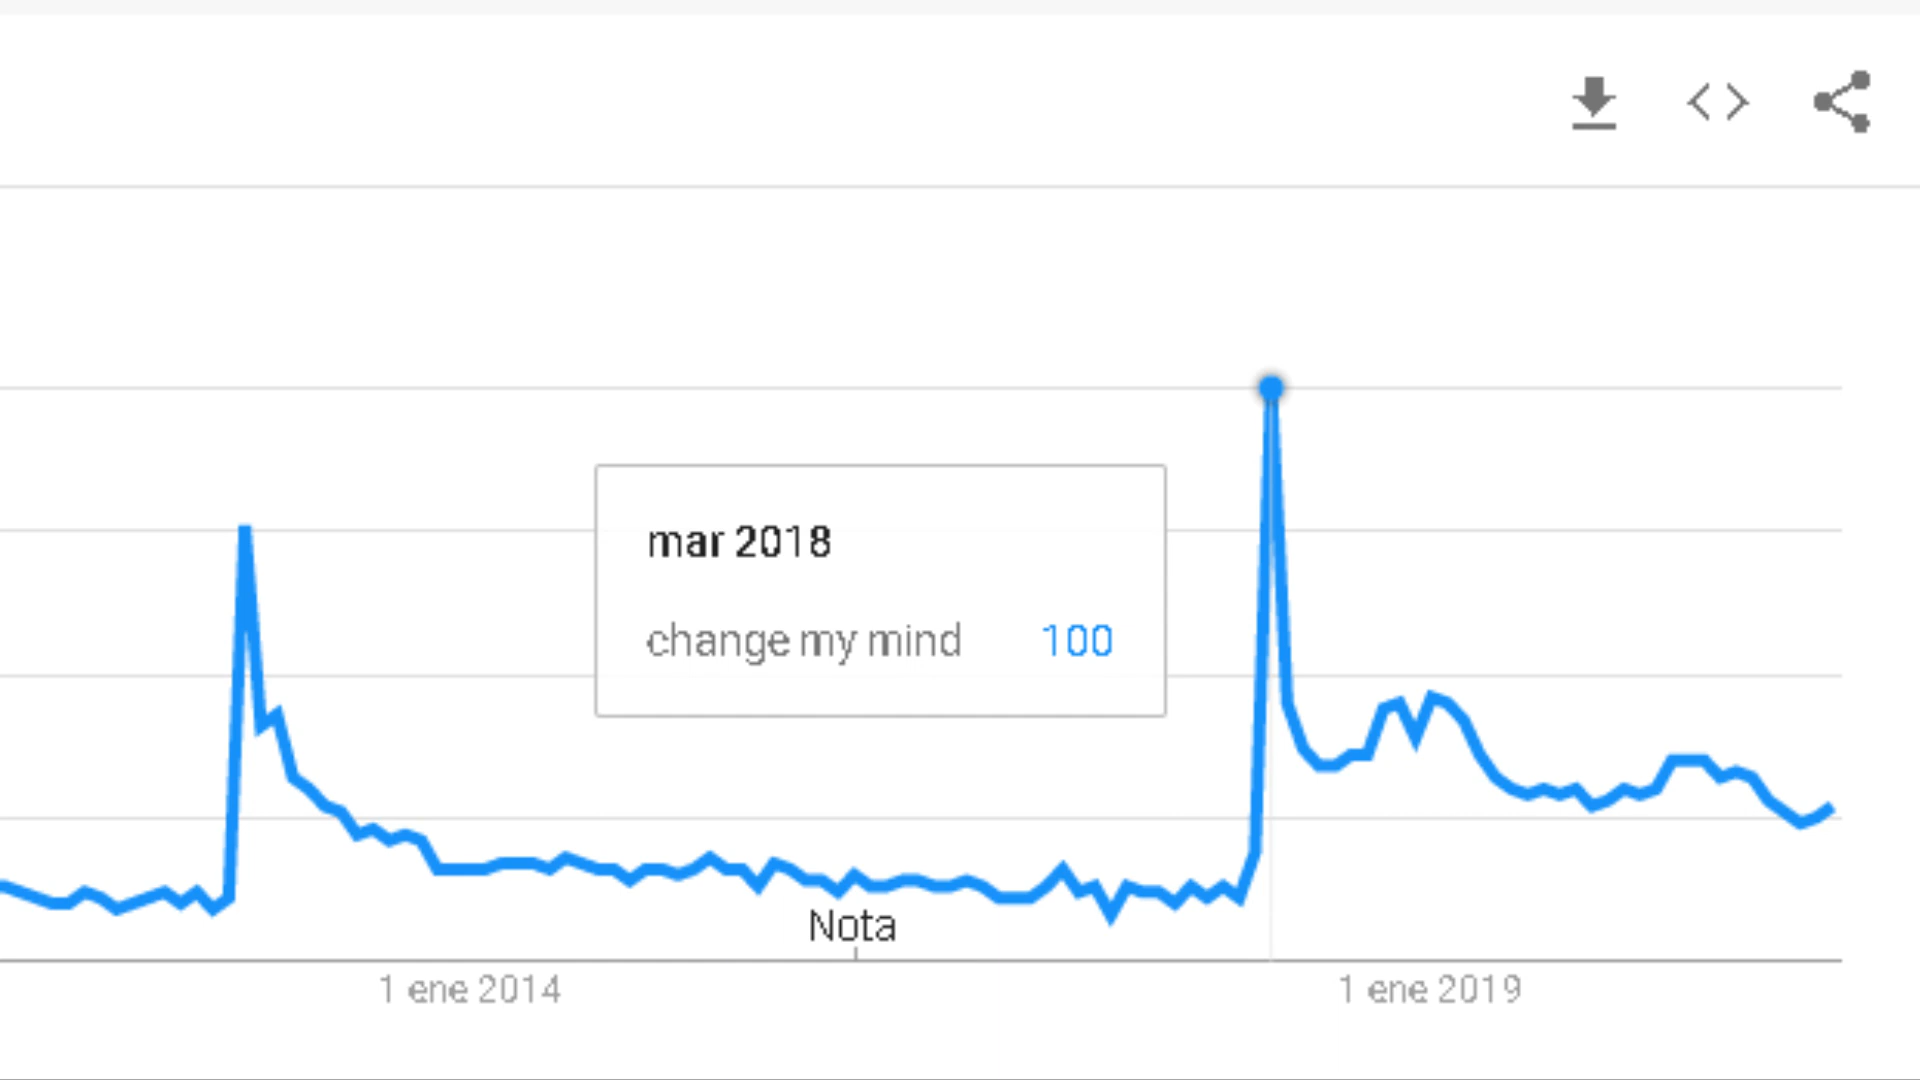 mar 2018
change my mind 100
Nota
1 ene 2014 1 ene 2019